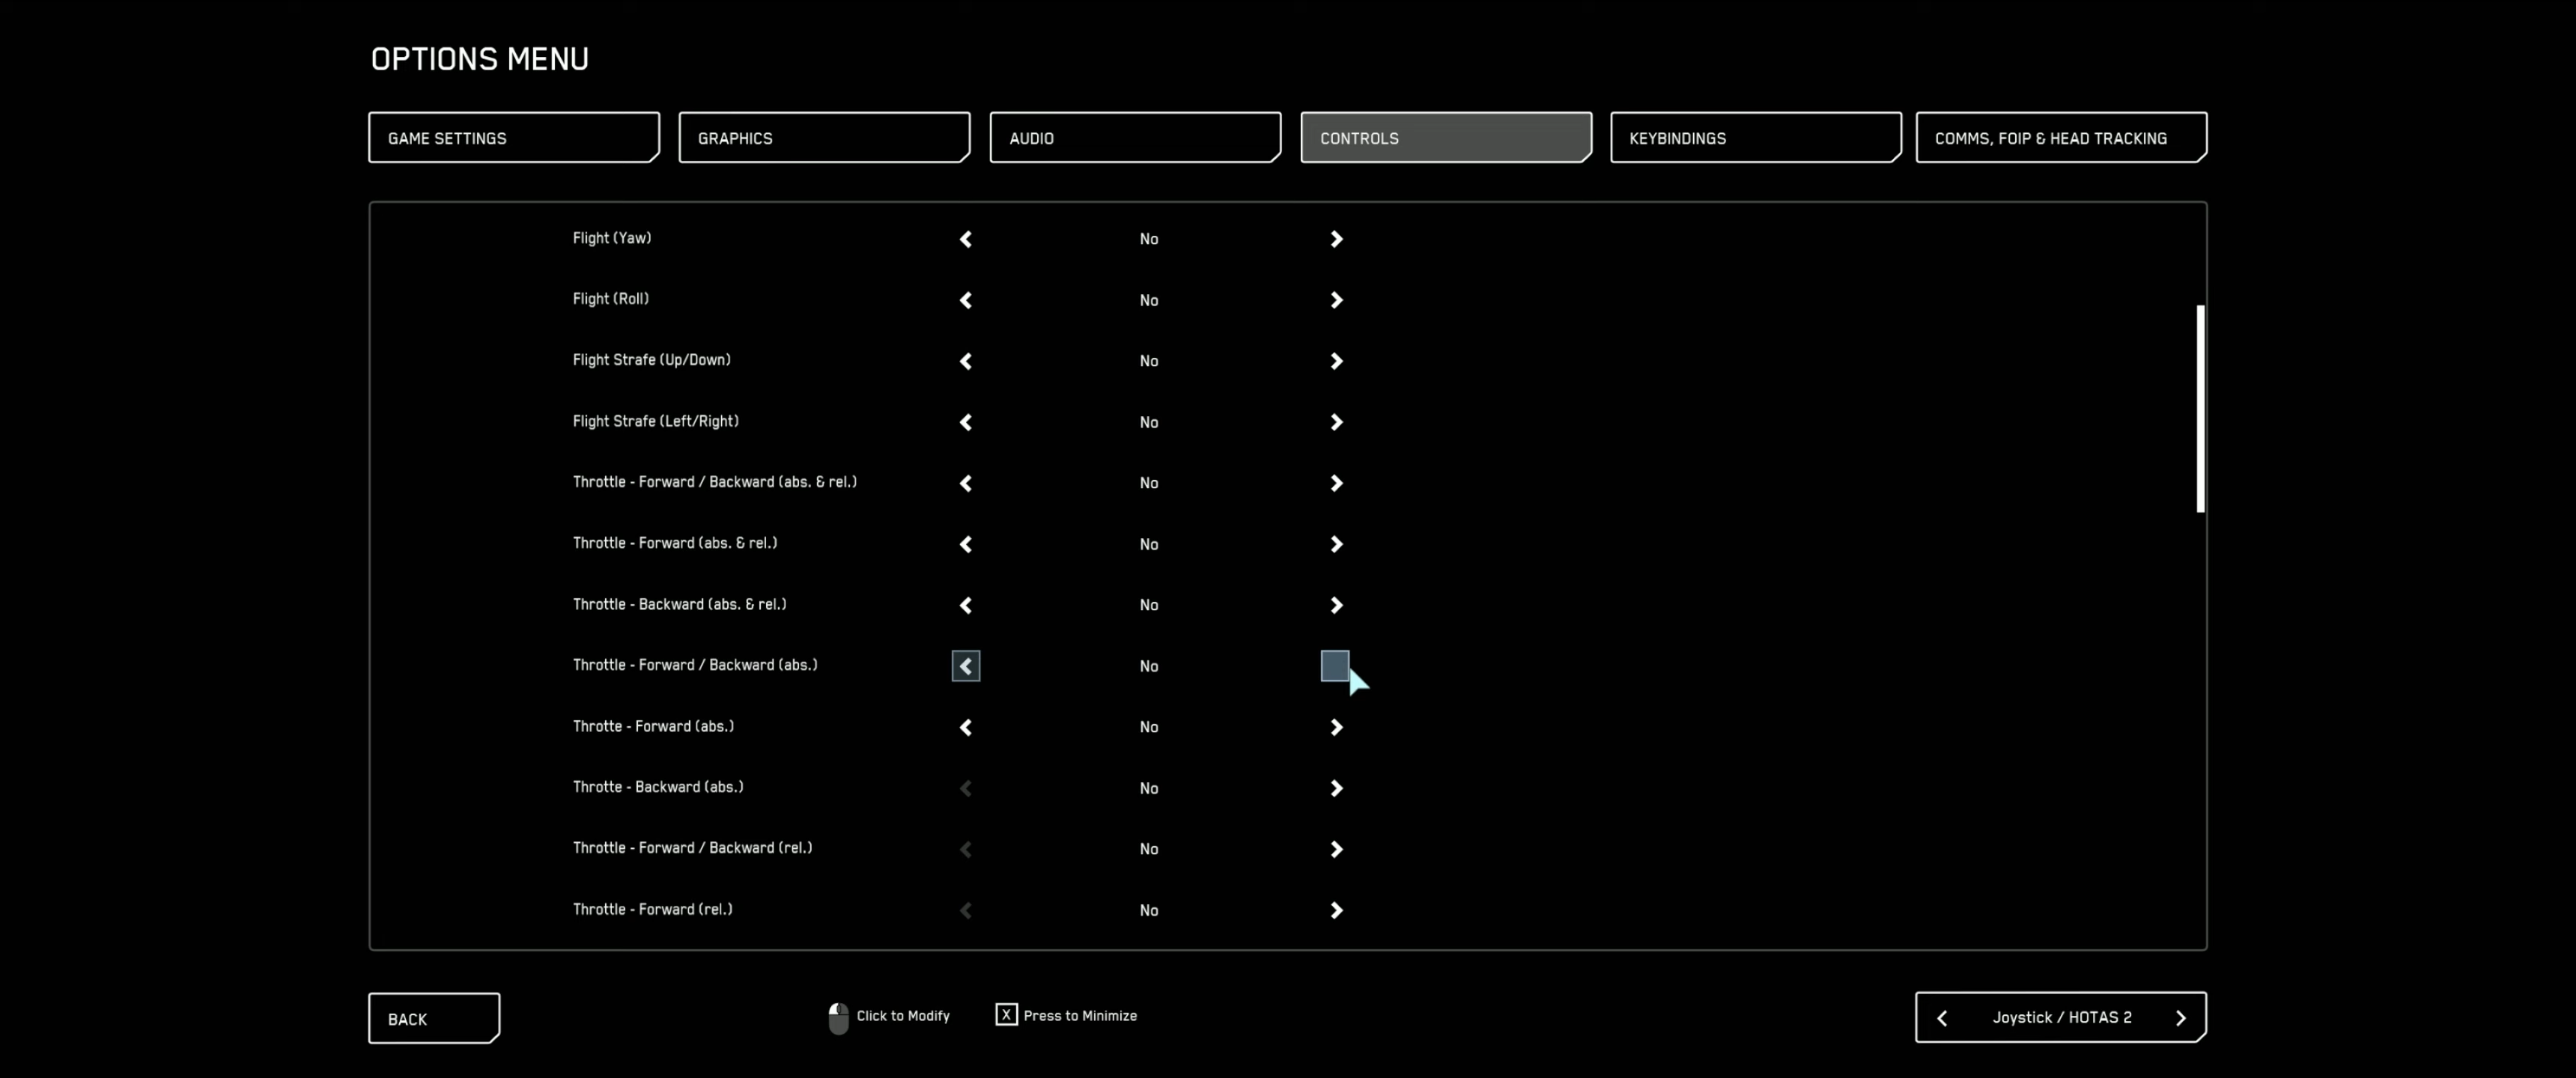 OPTIONS MENU
GAME SETTINGS
GRAPHICS
AUDIO
CONTROLS
KEYBINDINGS
COMMS, FOIP & HEAD TRACKING
Flight (Yaw) No
Flight (Roll) No
Flight Strafe (Up/Down) No
Flight Strafe (Left/Right) No
Throttle - Forward / Backward (abs. & rel.) No
Throttle - Forward (abs. & rel.) No
Throttle - Backward (abs. & rel.) No
Throttle - Forward / Backward (abs.) No
Throtte - Forward (abs.) No
Throtte - Backward (abs.) No
Throttle - Forward / Backward (rel.) No
Throttle - Forward (rel.) No
BACK
Click to Modify
X Press to Minimize
Joystick / HOTAS 2